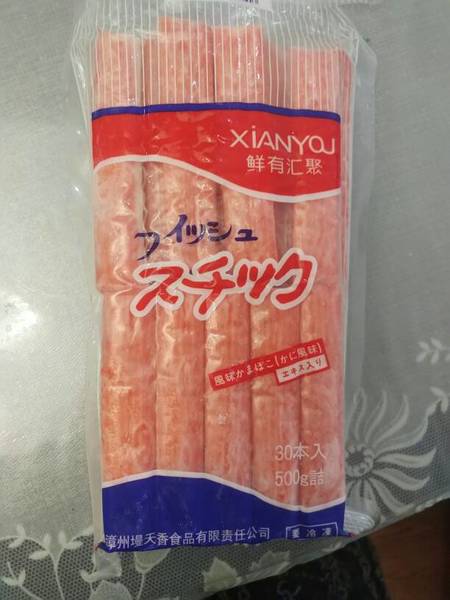 XiANYOU
鲜有汇聚
フィッシュ
スチック
風味かまぼこ[かに風味]
エキス入り
30本入
500g詰
漳州堤天香食品有限责任公司
要冷凍